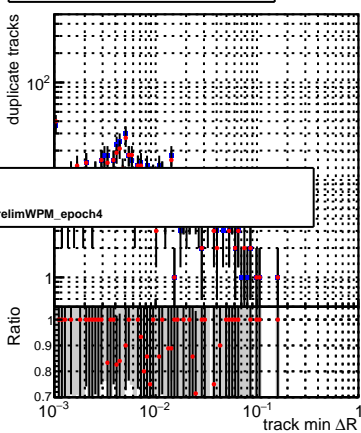 duplicate tracks
10²
relimWPM_epoch4
1
Ratio
1
0.9
0.8
0.7
10⁻³
10⁻²
10⁻¹
1
track min ΔR